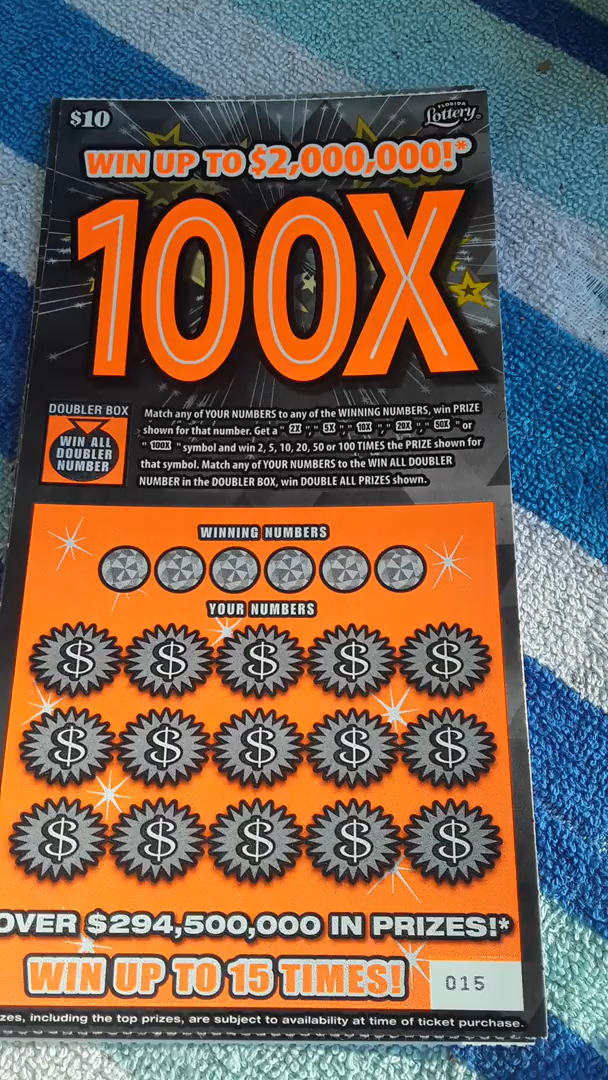 $10
FLORIDA
Lottery
WIN UP TO $2,000,000!*
100X
DOUBLER BOX
WIN ALL
DOUBLER
NUMBER
Match any of YOUR NUMBERS to any of the WINNING NUMBERS, win PRIZE
shown for that number. Get a " 2X ", " 5X ", " 10X ", " 20X ", " 50X " or
" 100X " symbol and win 2, 5, 10, 20, 50 or 100 TIMES the PRIZE shown for
that symbol. Match any of YOUR NUMBERS to the WIN ALL DOUBLER
NUMBER in the DOUBLER BOX, win DOUBLE ALL PRIZES shown.
WINNING NUMBERS
YOUR NUMBERS
$ $ $ $ $
$ $ $ $ $
$ $ $ $ $
OVER $294,500,000 IN PRIZES!*
WIN UP TO 15 TIMES!
015
zes, including the top prizes, are subject to availability at time of ticket purchase.